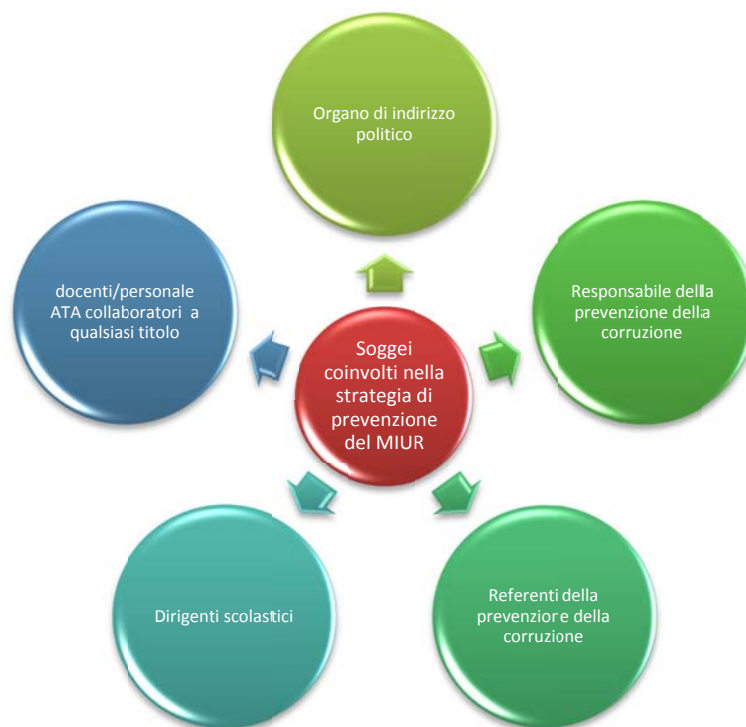 Organo di indirizzo
politico
docenti/personale
ATA collaboratori a
qualsiasi titolo
Responsabile della
prevenzione della
corruzione
Soggei
coinvolti nella
strategia di
prevenzione
del MIUR
Dirigenti scolastici
Referenti della
prevenzione della
corruzione